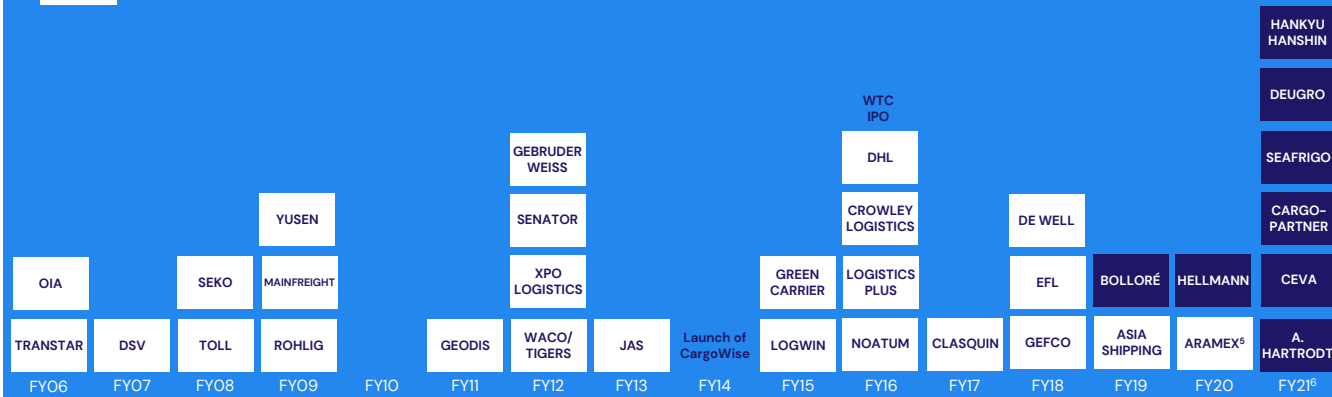 HANKYU
HANSHIN
DEUGRO
WTC
IPO
GEBRUDER
WEISS
DHL
SEAFRIGO
YUSEN
SENATOR
CROWLEY
LOGISTICS
DE WELL
CARGO-
PARTNER
OIA
SEKO
MAINFREIGHT
XPO
LOGISTICS
GREEN
CARRIER
LOGISTICS
PLUS
EFL
BOLLORÉ
HELLMANN
CEVA
TRANSTAR
DSV
TOLL
ROHLIG
GEODIS
WACO/
TIGERS
JAS
Launch of
CargoWise
LOGWIN
NOATUM
CLASQUIN
GEFCO
ASIA
SHIPPING
ARAMEX⁵
A.
HARTRODT
FY06
FY07
FY08
FY09
FY10
FY11
FY12
FY13
FY14
FY15
FY16
FY17
FY18
FY19
FY20
FY21⁶